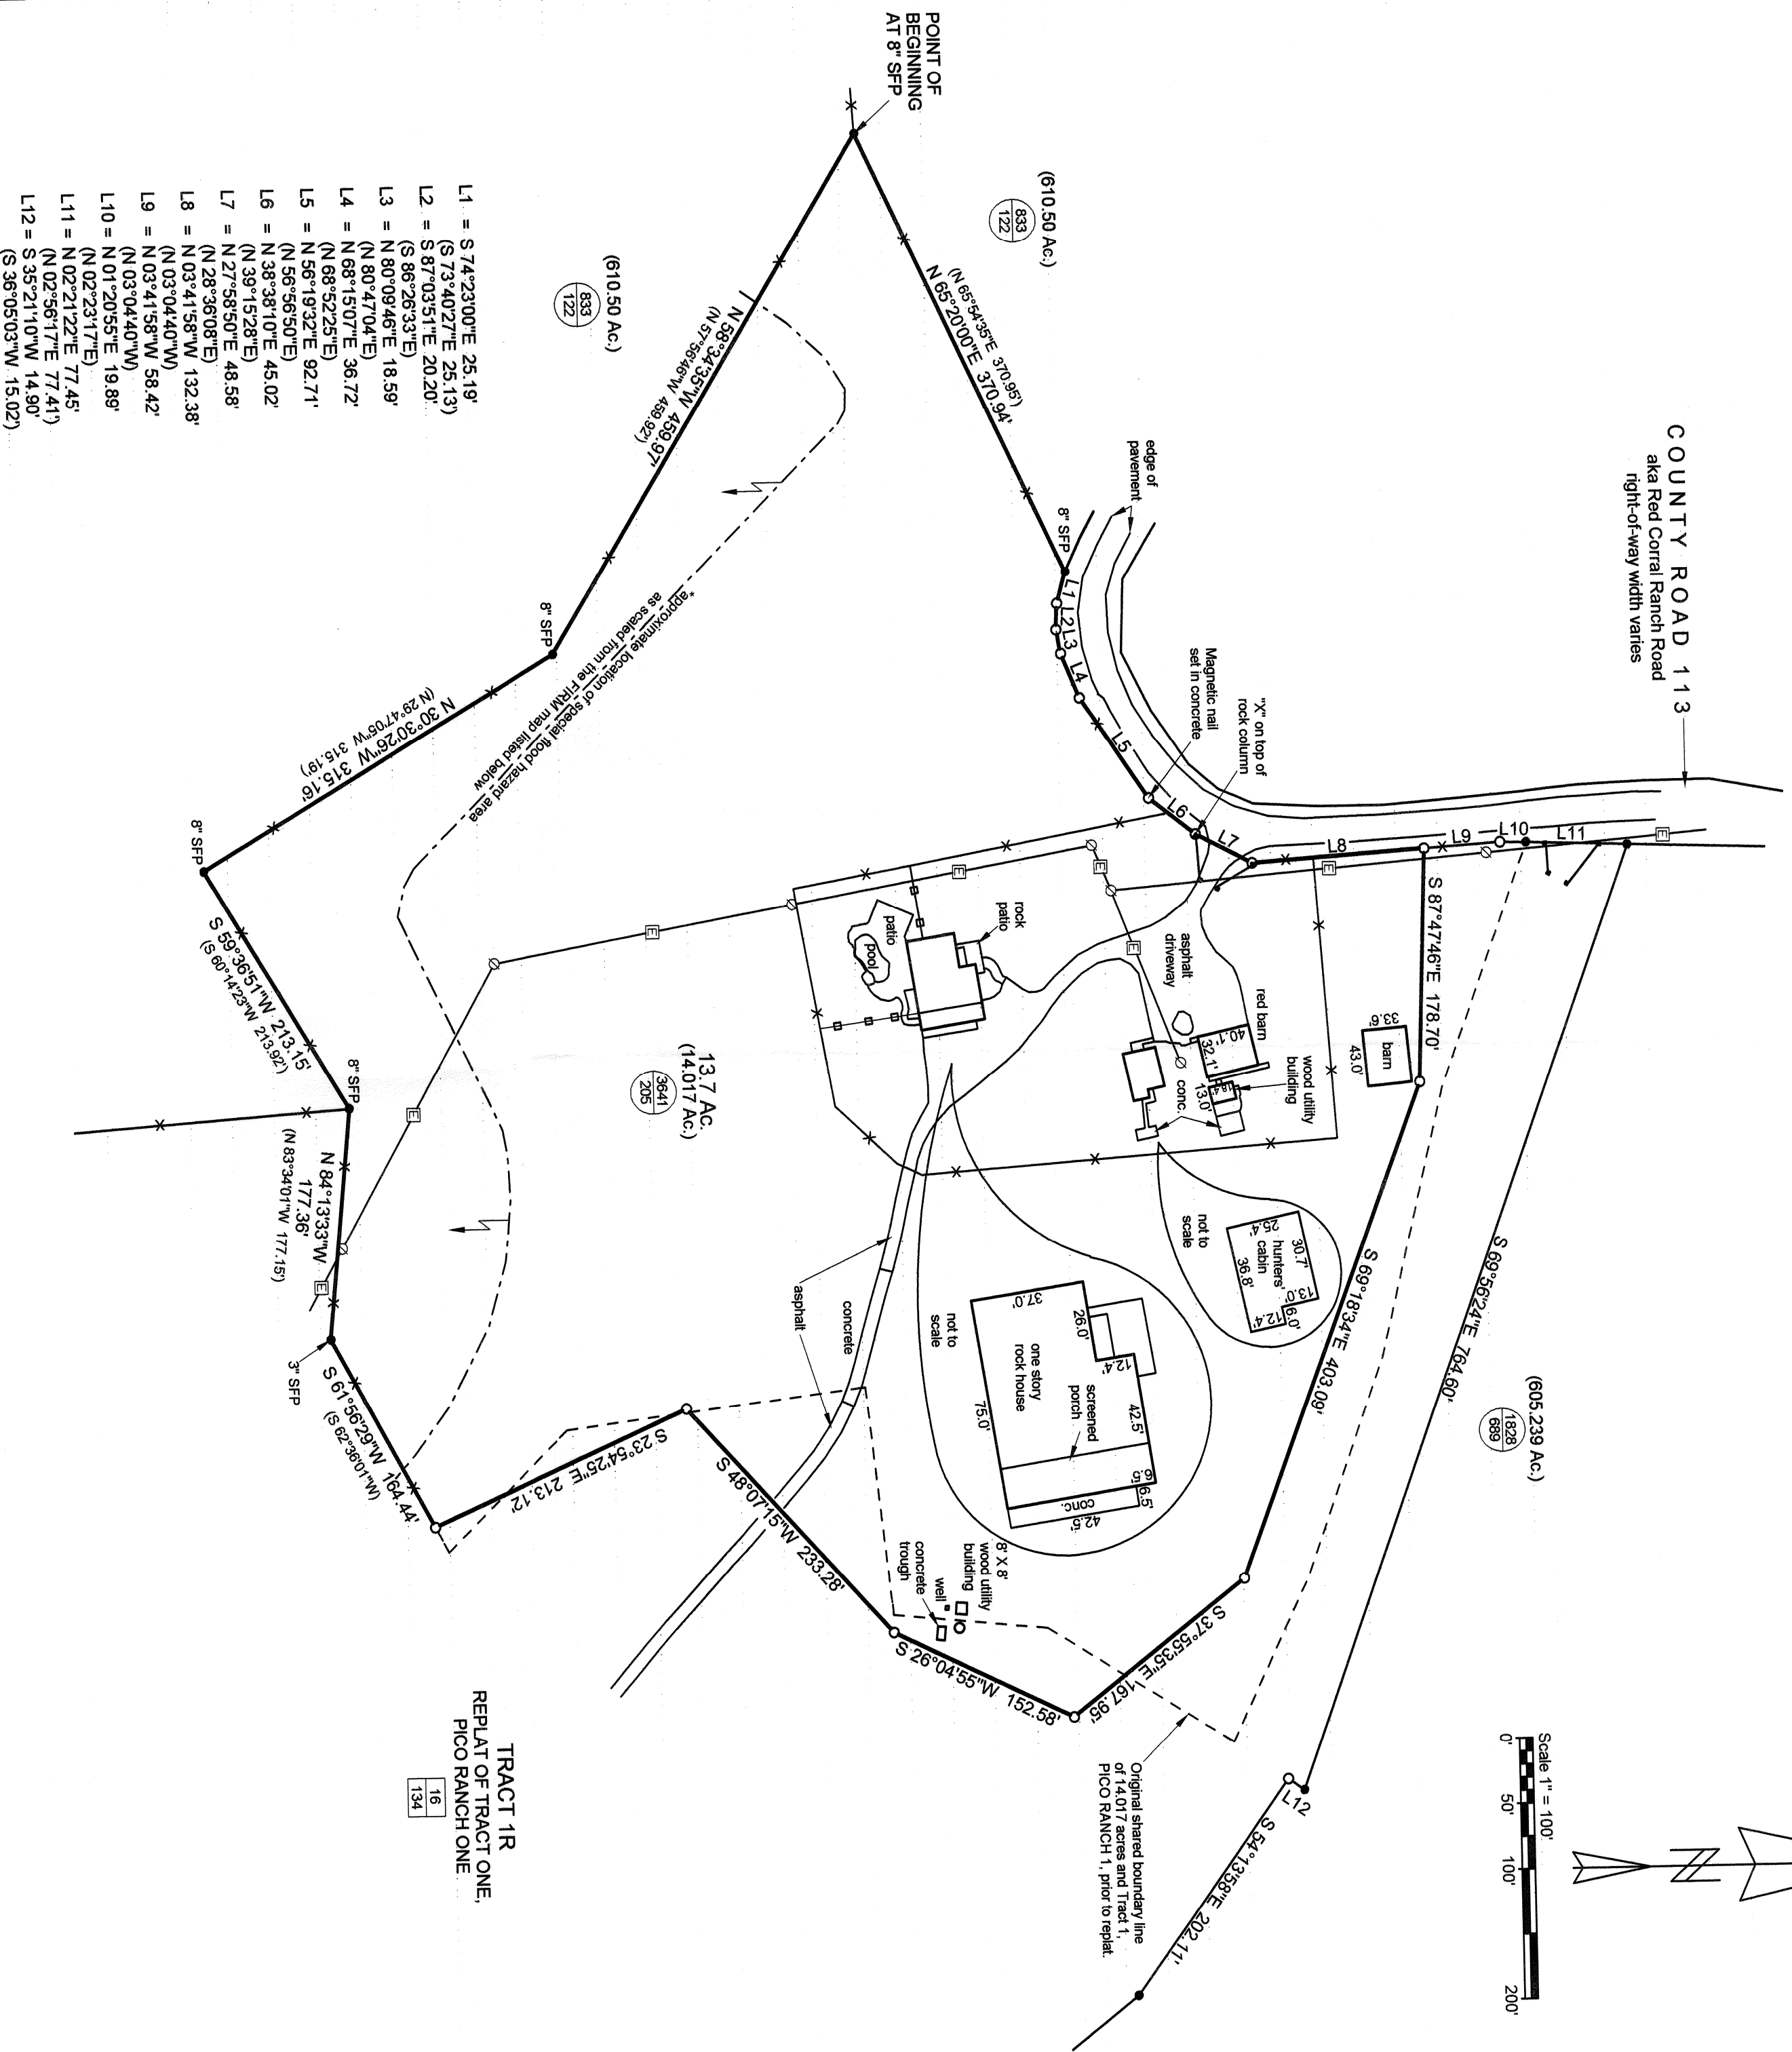 POINT OF
BEGINNING
AT 8" SFP
(610.50 Ac.)
833
122
(N 65°54'35"E 370.95')
N 65°20'00"E 370.94'
8" SFP
edge of
pavement
COUNTY ROAD 113
aka Red Corral Ranch Road
right-of-way width varies
Magnetic nail
set in concrete
"X" on top of
rock column
L1
L2
L3
L4
L5
L6
L7
L8
L9
L10
L11
E
E
E
E
E
E
E
E
S 87°47'46"E 178.70'
33.6'
barn
43.0'
red barn
40.1'
32.1'
wood utility
building
18.4'
13.0'
conc.
asphalt
driveway
rock
patio
patio
pool
(610.50 Ac.)
833
122
N 58°34'35"W 459.97'
(N 57°56'46"W 459.92')
*approximate location of special flood hazard area
as scaled from the FIRM map listed below
8" SFP
N 30°30'26"W 315.16'
(N 29°47'05"W 315.19')
8" SFP
S 59°36'51"W 213.15'
(S 60°14'23"W 213.92')
8" SFP
N 84°13'33"W
177.36'
(N 83°34'01"W 177.15')
3" SFP
S 61°56'29"W 164.44'
(S 62°36'01"W)
13.7 Ac.
(14.017 Ac.)
3641
205
not to
scale
25.4'
30.7'
hunters'
cabin
36.8'
13.0'
6.0'
12.4'
not to
scale
37.0'
26.0'
12.4'
one story
rock house
screened
porch
42.5'
75.0'
6.5'
conc.
42.5'
concrete
asphalt
S 69°18'34"E 403.09'
S 69°56'24"E 764.60'
(605.239 Ac.)
1828
689
S 23°54'25"E 213.12'
S 48°07'15"W 233.28'
8' X 8'
wood utility
building
well
concrete
trough
S 26°04'55"W 152.58'
S 37°55'35"E 167.95'
Original shared boundary line
of 14.017 acres and Tract 1,
PICO RANCH 1, prior to replat.
L12
S 54°13'58"E 202.11'
TRACT 1R
REPLAT OF TRACT ONE,
PICO RANCH ONE
16
134
Scale 1" = 100'
0' 50' 100' 200'
N
L1 = S 74°23'00"E 25.19'
(S 73°40'27"E 25.13')
L2 = S 87°03'51"E 20.20'
(S 86°26'33"E)
L3 = N 80°09'46"E 18.59'
(N 80°47'04"E)
L4 = N 68°15'07"E 36.72'
(N 68°52'25"E)
L5 = N 56°19'32"E 92.71'
(N 56°56'50"E)
L6 = N 38°38'10"E 45.02'
(N 39°15'28"E)
L7 = N 27°58'50"E 48.58'
(N 28°36'08"E)
L8 = N 03°41'58"W 132.38'
(N 03°04'40"W)
L9 = N 03°41'58"W 58.42'
(N 03°04'40"W)
L10 = N 01°20'55"E 19.89'
(N 02°23'17"E)
L11 = N 02°21'22"E 77.45'
(N 02°56'17"E 77.41')
L12 = S 35°21'10"W 14.90'
(S 36°05'03"W 15.02')